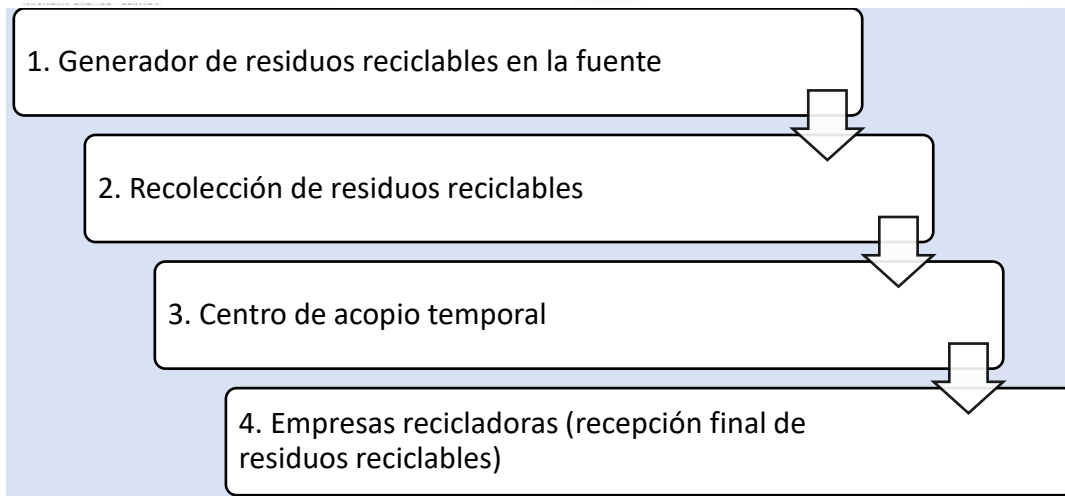 1. Generador de residuos reciclables en la fuente
2. Recolección de residuos reciclables
3. Centro de acopio temporal
4. Empresas recicladoras (recepción final de
residuos reciclables)